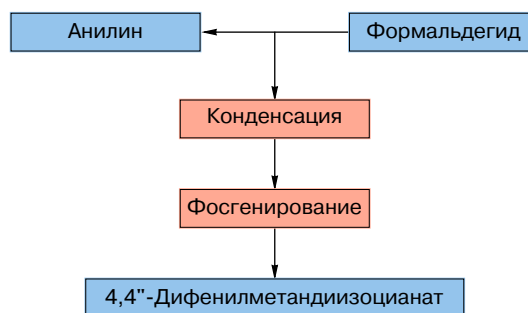 Анилин
Формальдегид
Конденсация
Фосгенирование
4,4"-Дифенилметандиизоцианат